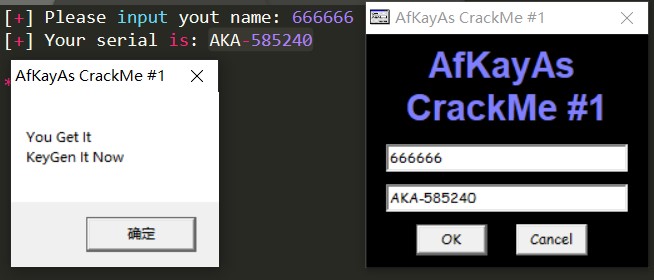 [+] Please input yout name: 666666
[+] Your serial is: AKA-585240
*
AfKayAs CrackMe #1
You Get It
KeyGen It Now
确定
AfKayAs CrackMe #1
AfKayAs
CrackMe #1
666666
AKA-585240
OK
Cancel